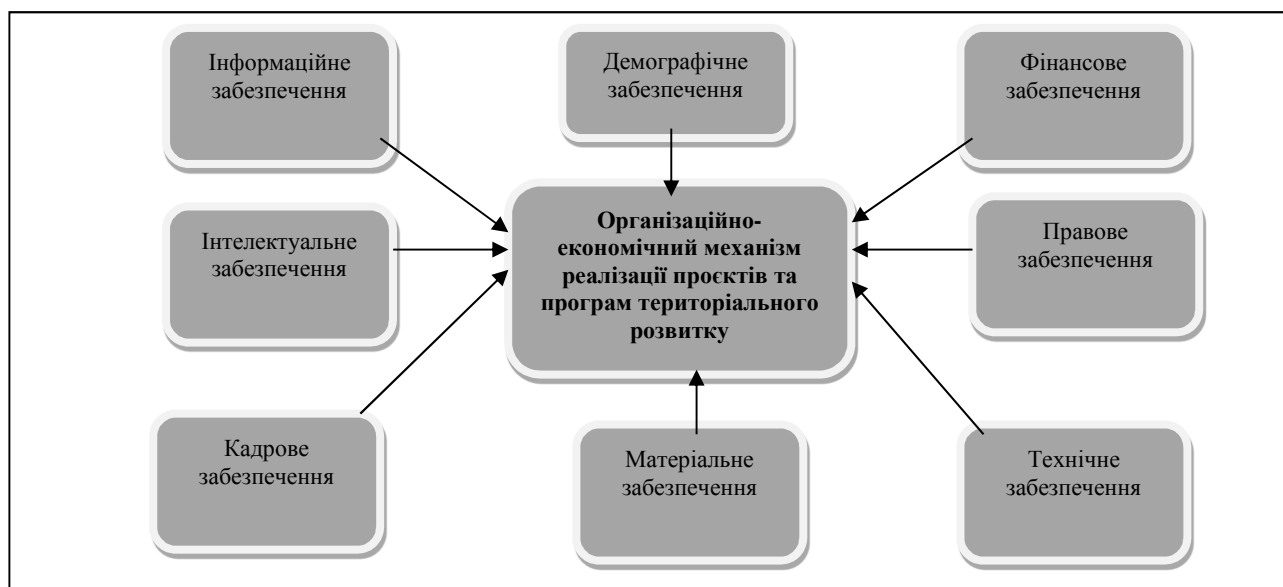 Інформаційне
забезпечення
Демографічне
забезпечення
Фінансове
забезпечення
Інтелектуальне
забезпечення
Організаційно-
економічний механізм
реалізації проєктів та
програм територіального
розвитку
Правове
забезпечення
Кадрове
забезпечення
Матеріальне
забезпечення
Технічне
забезпечення